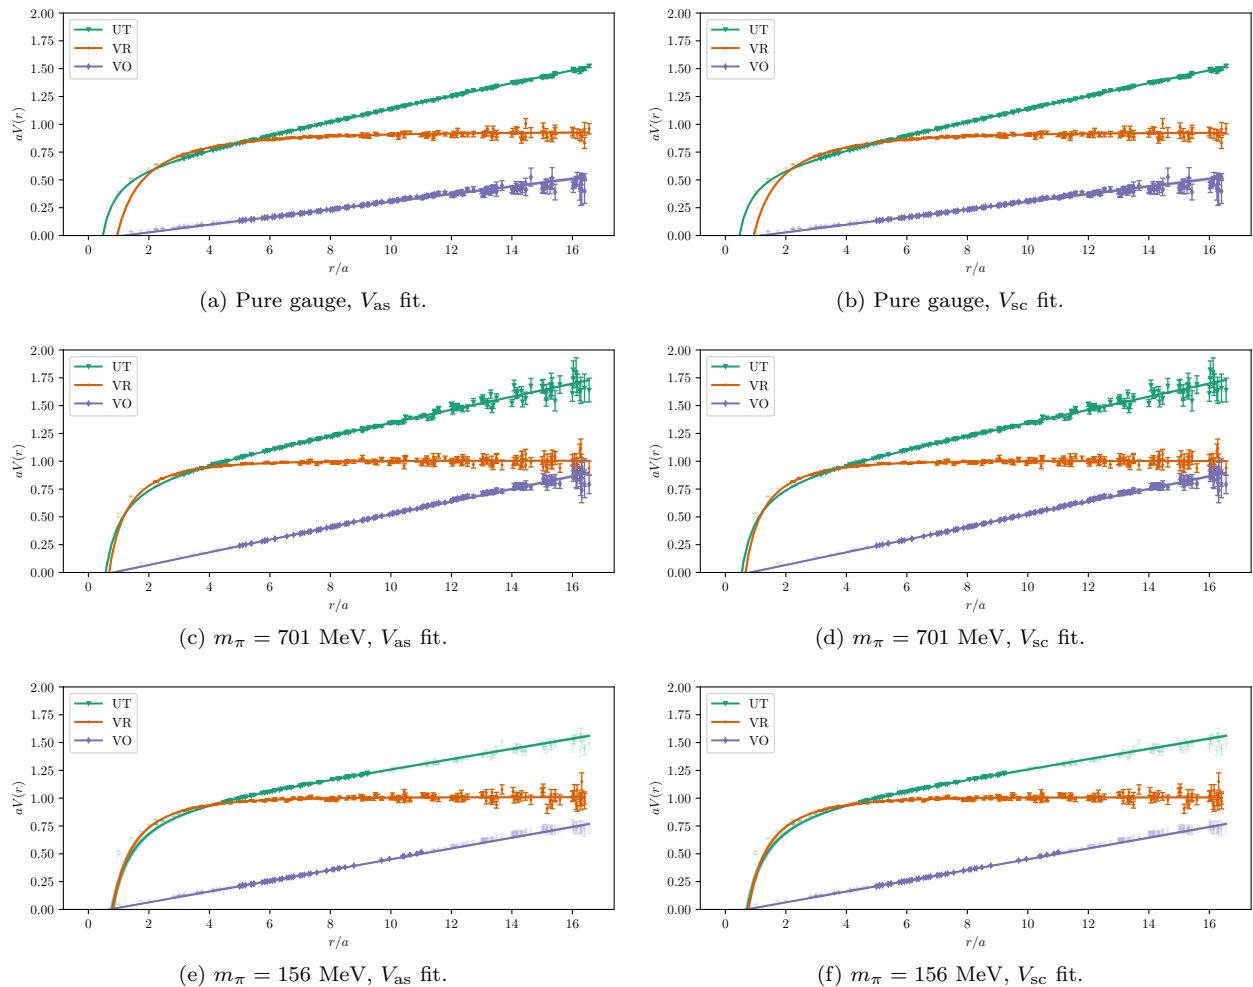 2.00
1.75
1.50
1.25
1.00
0.75
0.50
0.25
0.00
aV(r)
UT
VR
VO
0 2 4 6 8 10 12 14 16
r/a
(a) Pure gauge, V_as fit.
2.00
1.75
1.50
1.25
1.00
0.75
0.50
0.25
0.00
aV(r)
UT
VR
VO
0 2 4 6 8 10 12 14 16
r/a
(b) Pure gauge, V_sc fit.
2.00
1.75
1.50
1.25
1.00
0.75
0.50
0.25
0.00
aV(r)
UT
VR
VO
0 2 4 6 8 10 12 14 16
r/a
(c) m_π = 701 MeV, V_as fit.
2.00
1.75
1.50
1.25
1.00
0.75
0.50
0.25
0.00
aV(r)
UT
VR
VO
0 2 4 6 8 10 12 14 16
r/a
(d) m_π = 701 MeV, V_sc fit.
2.00
1.75
1.50
1.25
1.00
0.75
0.50
0.25
0.00
aV(r)
UT
VR
VO
0 2 4 6 8 10 12 14 16
r/a
(e) m_π = 156 MeV, V_as fit.
2.00
1.75
1.50
1.25
1.00
0.75
0.50
0.25
0.00
aV(r)
UT
VR
VO
0 2 4 6 8 10 12 14 16
r/a
(f) m_π = 156 MeV, V_sc fit.